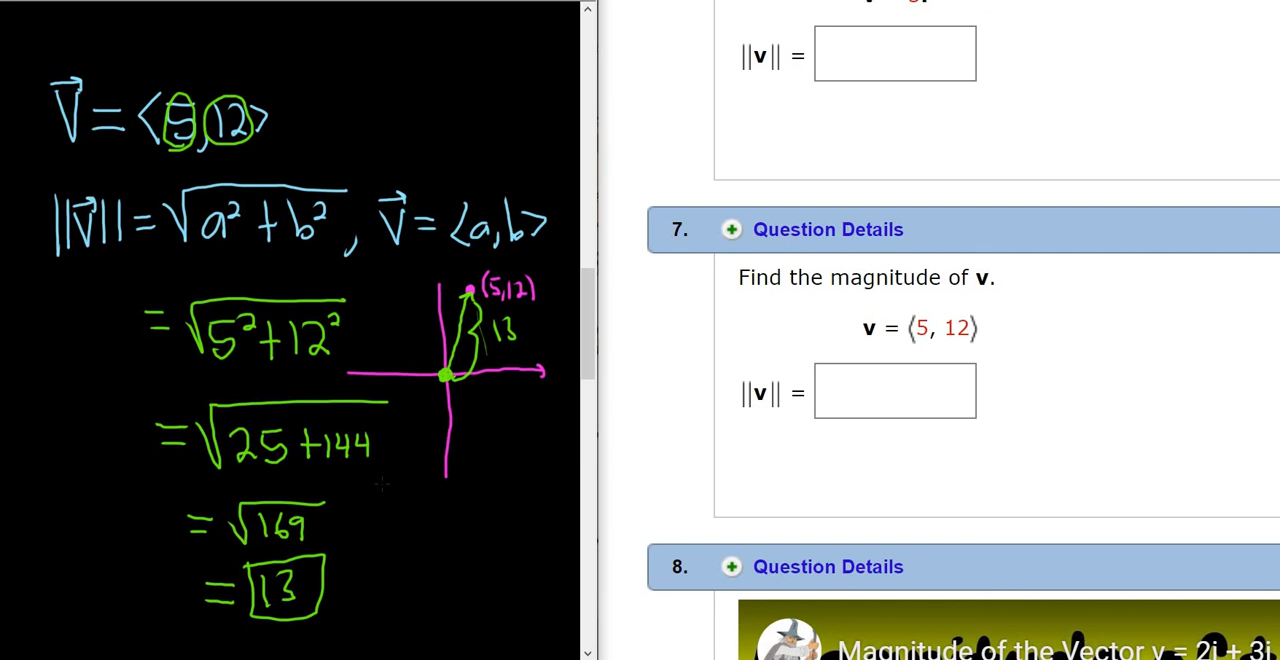 V⃗ = ⟨5,12⟩
||V⃗|| = √(a² + b²), V⃗ = ⟨a,b⟩
= √(5² + 12²)
(5,12)
13
= √(25 + 144)
= √169
= 13
||v|| =
7. Question Details
Find the magnitude of v.
v = ⟨5, 12⟩
||v|| =
8. Question Details
Magnitude of the Vector v = 2i + 3j